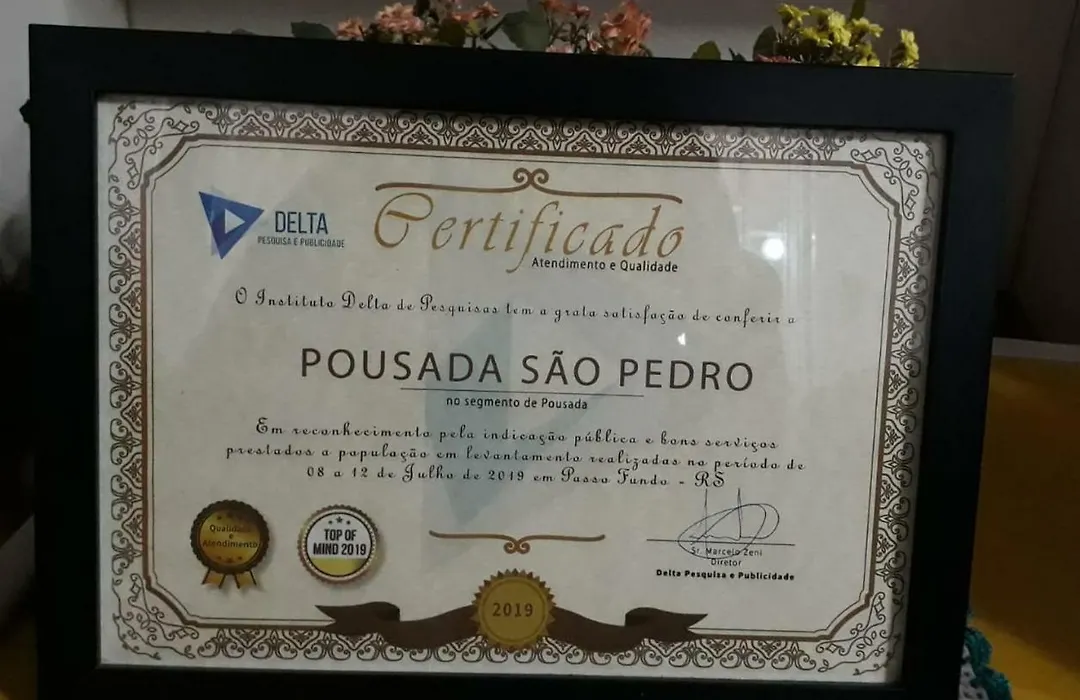 DELTA
PESQUISA E PUBLICIDADE
Certificado
Atendimento e Qualidade
O Instituto Delta de Pesquisas tem a grata satisfação de conferir a
POUSADA SÃO PEDRO
no segmento de Pousada
Em reconhecimento pela indicação pública e bons serviços
prestados a população em levantamento realizadas no período de
08 a 12 de Julho de 2019 em Passo Fundo - RS
Qualidade
e
Atendimento
TOP OF
MIND 2019
Sr. Marcelo Zeni
Diretor
Delta Pesquisa e Publicidade
2019